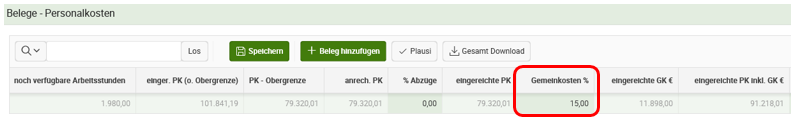 Belege - Personalkosten
Los Speichern Beleg hinzufügen Plausi Gesamt Download
noch verfügbare Arbeitsstunden einger. PK (o. Obergrenze) PK - Obergrenze anrech. PK % Abzüge eingereichte PK Gemeinkosten % eingereichte GK € eingereichte PK inkl. GK €
1.980,00 101.841,19 79.320,01 79.320,01 0,00 79.320,01 15,00 11.898,00 91.218,01